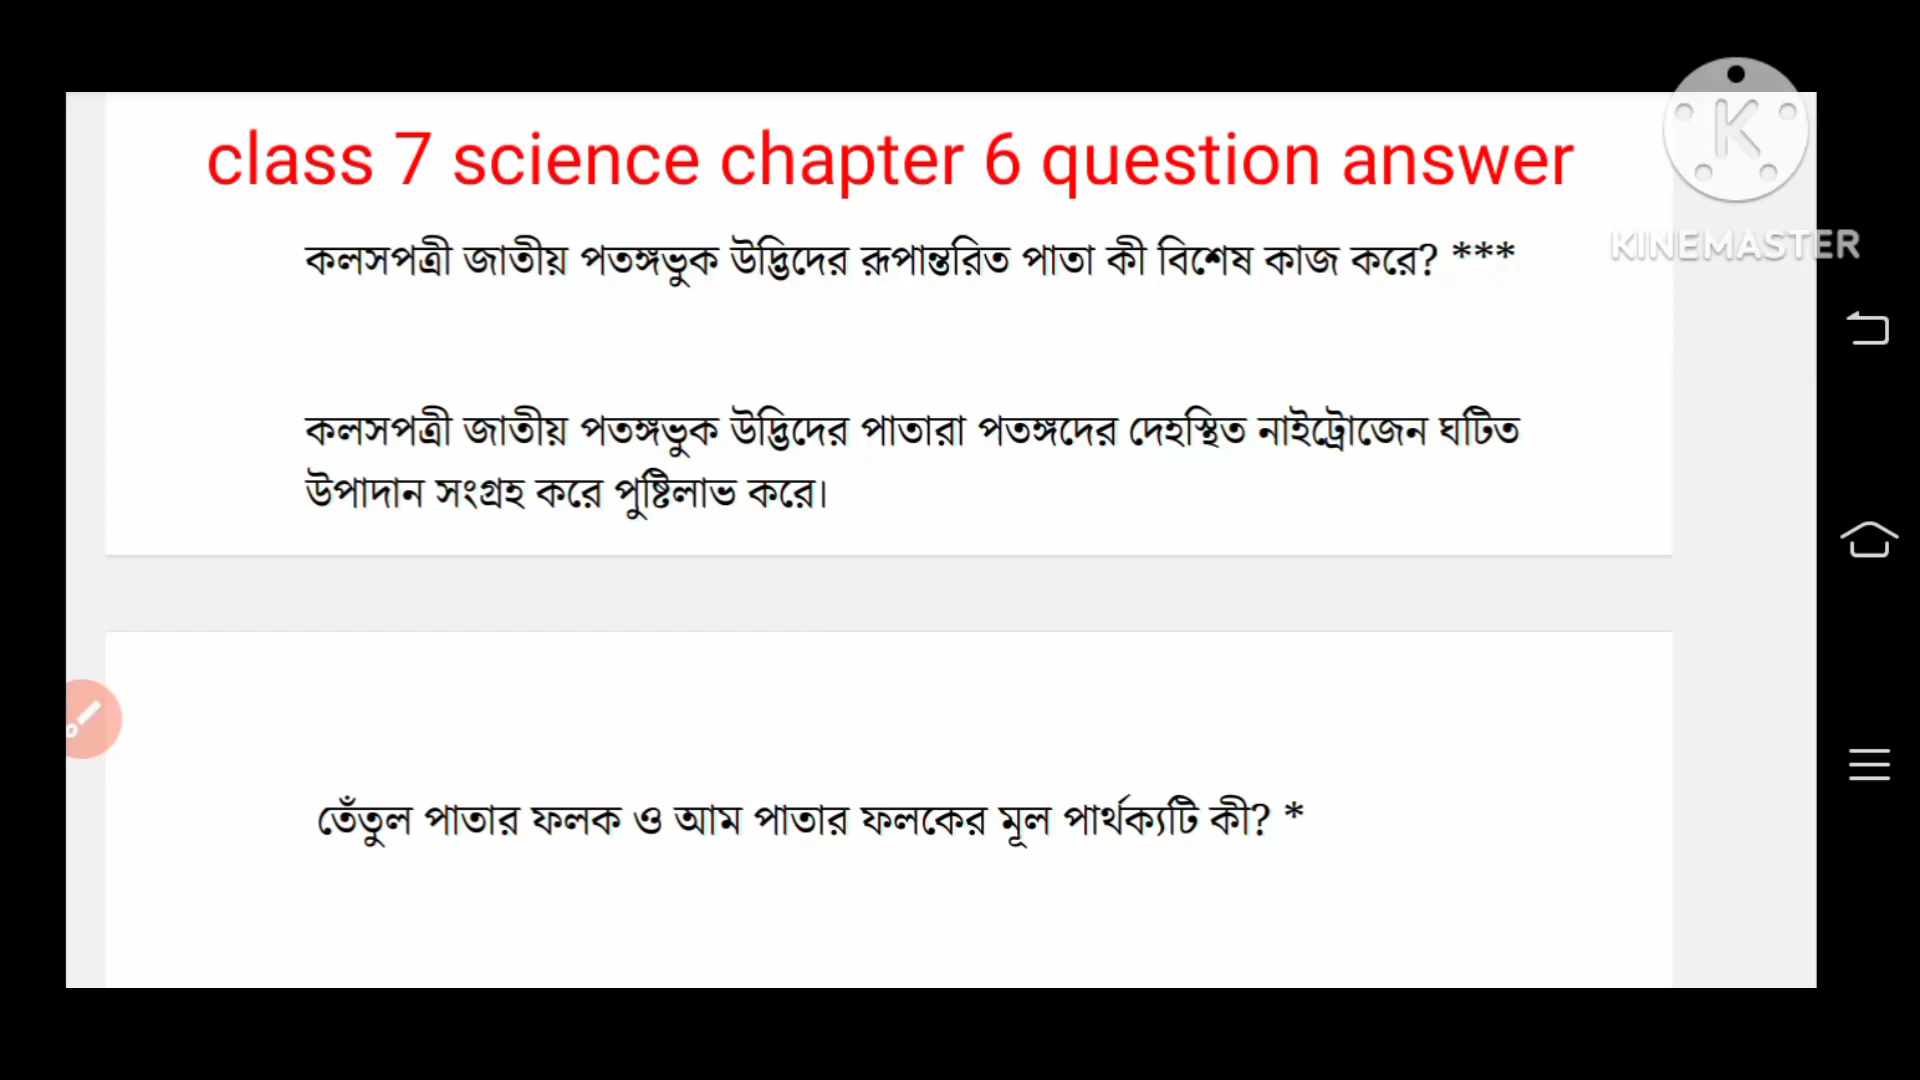 class 7 science chapter 6 question answer
K
KINEMASTER
কলসপত্রী জাতীয় পতঙ্গভুক উদ্ভিদের রূপান্তরিত পাতা কী বিশেষ কাজ করে? ***
কলসপত্রী জাতীয় পতঙ্গভুক উদ্ভিদের পাতারা পতঙ্গদের দেহস্থিত নাইট্রোজেন ঘটিত
উপাদান সংগ্রহ করে পুষ্টিলাভ করে।
তেঁতুল পাতার ফলক ও আম পাতার ফলকের মূল পার্থক্যটি কী? *